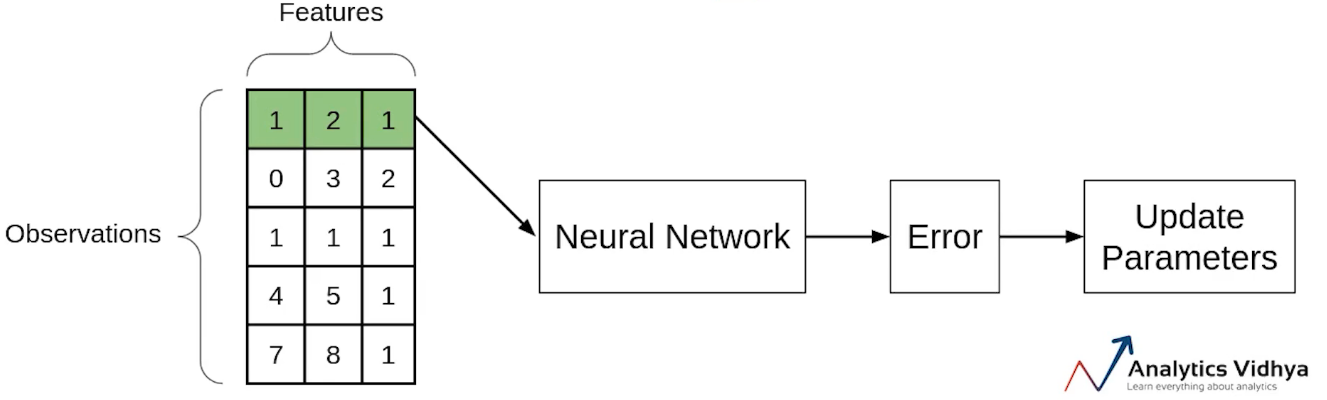 Features
1 2 1
0 3 2
Observations
1 1 1
4 5 1
7 8 1
Neural Network
Error
Update
Parameters
Analytics Vidhya
Learn everything about analytics